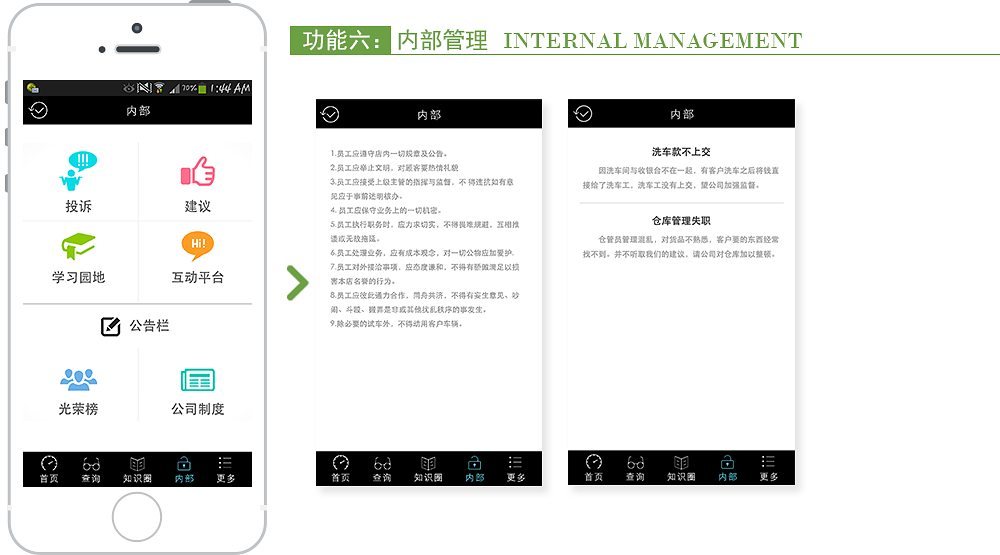 功能六：内部管理 INTERNAL MANAGEMENT
70% 1:44 AM
内部
投诉
建议
Hi!
学习园地
互动平台
公告栏
光荣榜
公司制度
首页 查询 知识圈 内部 更多
内部
1.员工应遵守店内一切规章及公告。
2.员工应举止文明，对顾客要热情礼貌
3.员工应接受上级主管的指挥与监督，不得违抗如有意
见应于事前述明核办。
4.员工应保守业务上的一切机密。
5.员工执行职务时，应力求切实，不得畏难规避，互相推
诿或无故拖延。
6.员工处理业务，应有成本观念，对一切公物应加爱护.
7.员工对外接洽事项，应态度谦和，不得有骄傲满足以损
害本店名誉的行为。
8.员工应彼此通力合作，同舟共济，不得有妄生意见、吵
闹、斗殴、搬弄是非或其他扰乱秩序的事发生。
9.除必要的试车外，不得动用客户车辆。
首页 查询 知识圈 内部 更多
内部
洗车款不上交
因洗车间与收银台不在一起，有客户洗车之后将钱直
接给了洗车工，洗车工没有上交，望公司加强监督。
仓库管理失职
仓管员管理混乱，对货品不熟悉，客户要的东西经常
找不到。并不听取我们的建议，请公司对仓库加以整顿。
首页 查询 知识圈 内部 更多